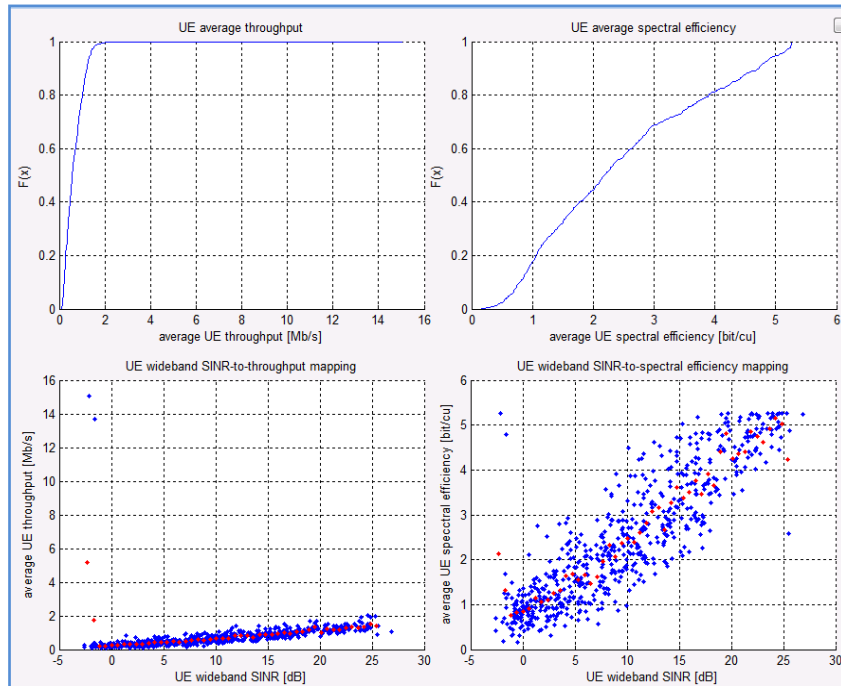 UE average throughput
1
0.8
0.6
0.4
0.2
0
F(x)
0 2 4 6 8 10 12 14 16
average UE throughput [Mb/s]
UE average spectral efficiency
1
0.8
0.6
0.4
0.2
0
F(x)
0 1 2 3 4 5 6
average UE spectral efficiency [bit/cu]
UE wideband SINR-to-throughput mapping
16
14
12
10
8
6
4
2
0
average UE throughput [Mb/s]
-5 0 5 10 15 20 25 30
UE wideband SINR [dB]
UE wideband SINR-to-spectral efficiency mapping
6
5
4
3
2
1
0
average UE spectral efficiency [bit/cu]
-5 0 5 10 15 20 25 30
UE wideband SINR [dB]